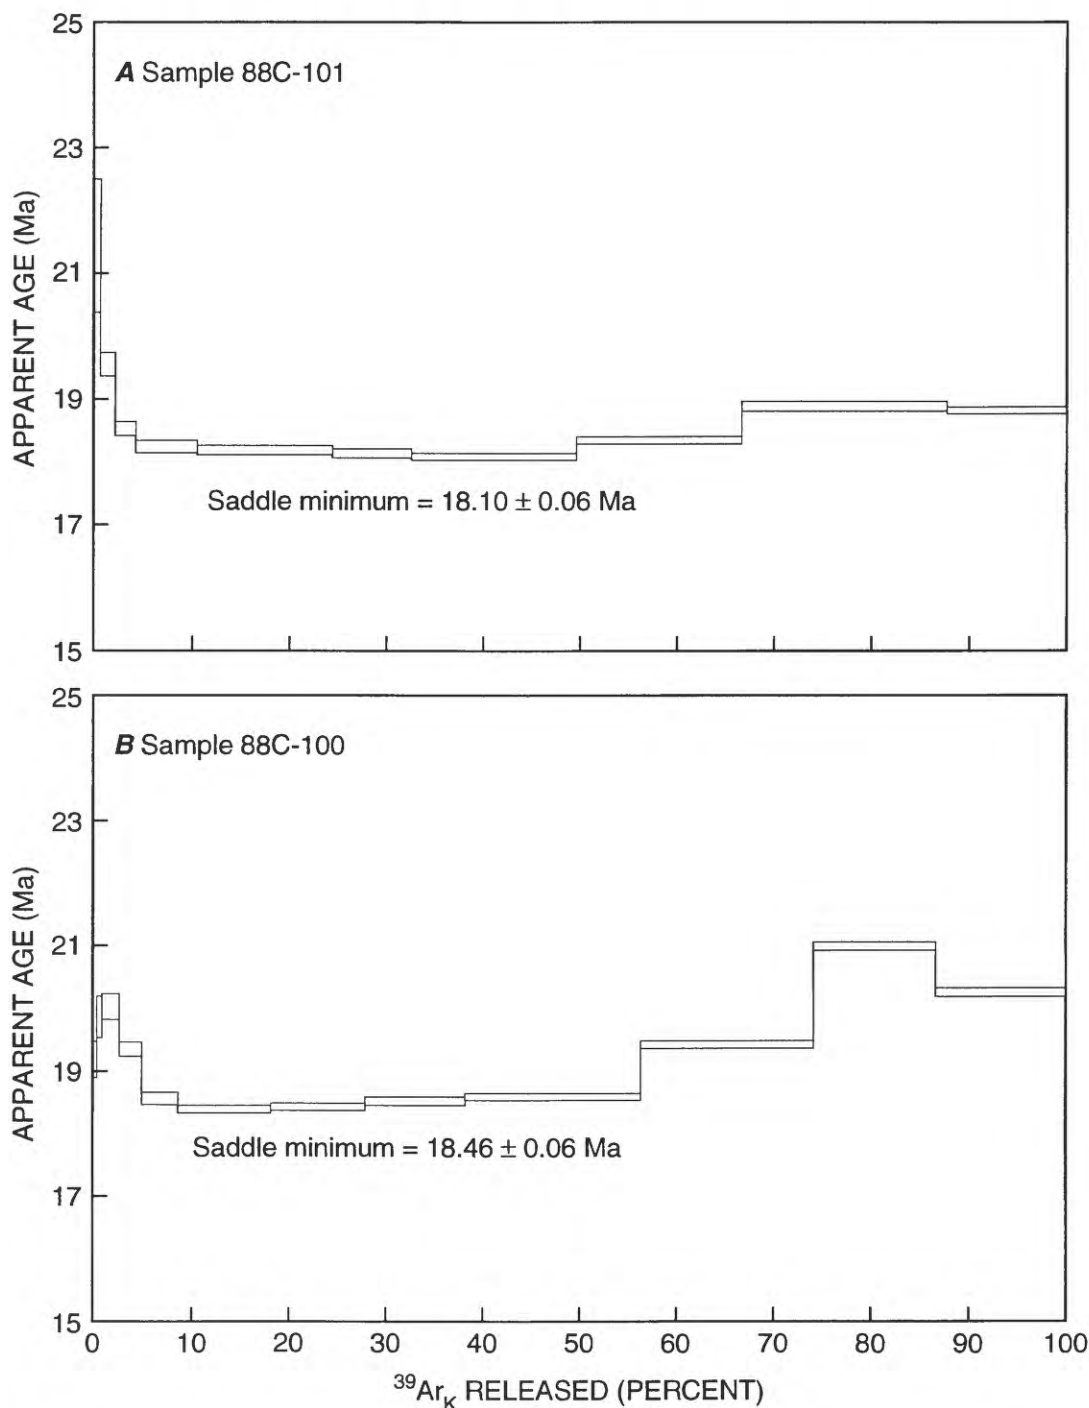 25
A Sample 88C-101
23
21
19
17
15
APPARENT AGE (Ma)
Saddle minimum = 18.10 ± 0.06 Ma
25
B Sample 88C-100
23
21
19
17
15
APPARENT AGE (Ma)
Saddle minimum = 18.46 ± 0.06 Ma
0 10 20 30 40 50 60 70 80 90 100
³⁹Ar_K RELEASED (PERCENT)